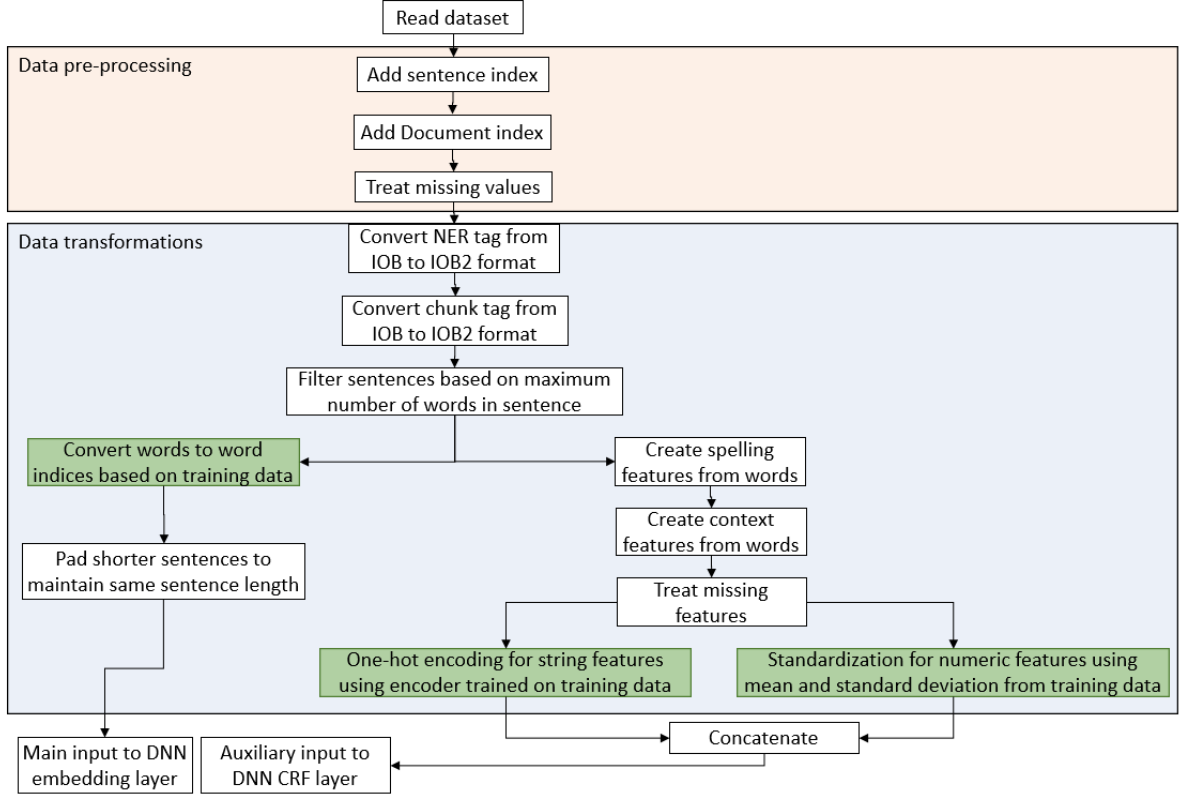 Read dataset
Data pre-processing
Add sentence index
Add Document index
Treat missing values
Data transformations
Convert NER tag from
IOB to IOB2 format
Convert chunk tag from
IOB to IOB2 format
Filter sentences based on maximum
number of words in sentence
Convert words to word
indices based on training data
Pad shorter sentences to
maintain same sentence length
Create spelling
features from words
Create context
features from words
Treat missing
features
One-hot encoding for string features
using encoder trained on training data
Standardization for numeric features using
mean and standard deviation from training data
Concatenate
Main input to DNN
embedding layer
Auxiliary input to
DNN CRF layer